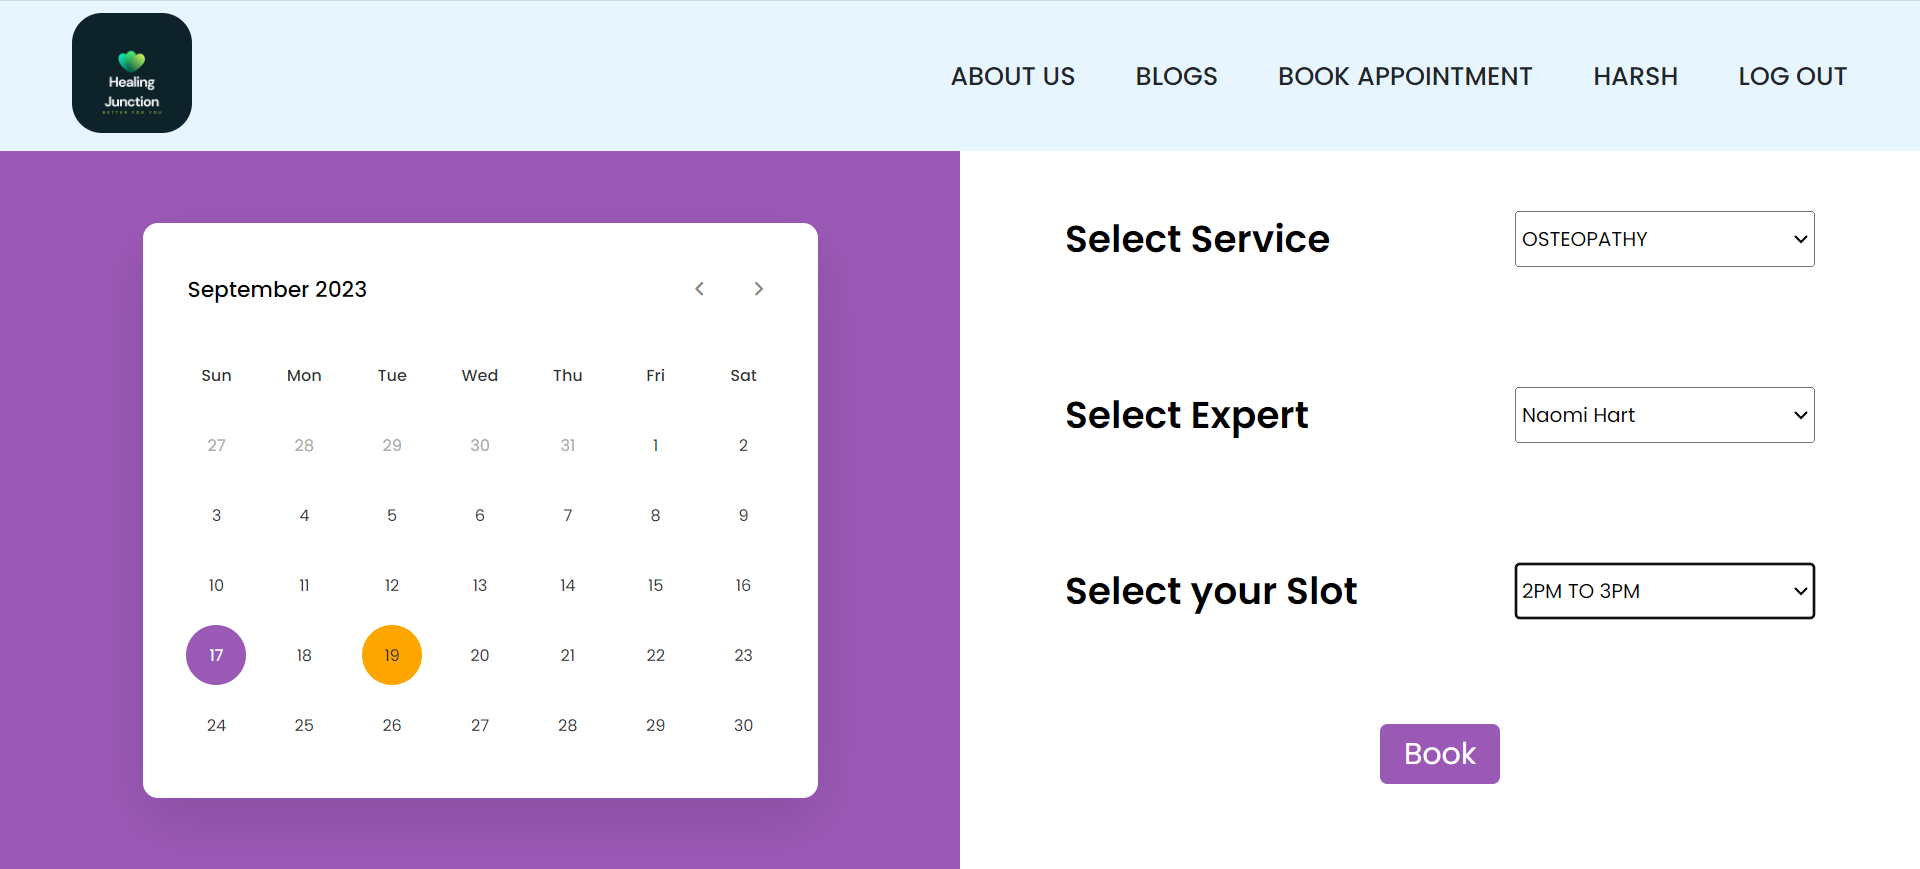 Healing
Junction
BETTER FOR YOU
ABOUT US BLOGS BOOK APPOINTMENT HARSH LOG OUT
September 2023
Sun Mon Tue Wed Thu Fri Sat
27 28 29 30 31 1 2
3 4 5 6 7 8 9
10 11 12 13 14 15 16
17 18 19 20 21 22 23
24 25 26 27 28 29 30
Select Service OSTEOPATHY
Select Expert Naomi Hart
Select your Slot 2PM TO 3PM
Book